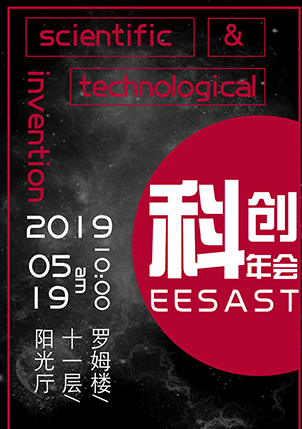 scientific &
technological
invention
科创
年会
EESAST
2019
05
19
10:00
am
罗姆楼/
十一层/
阳光厅